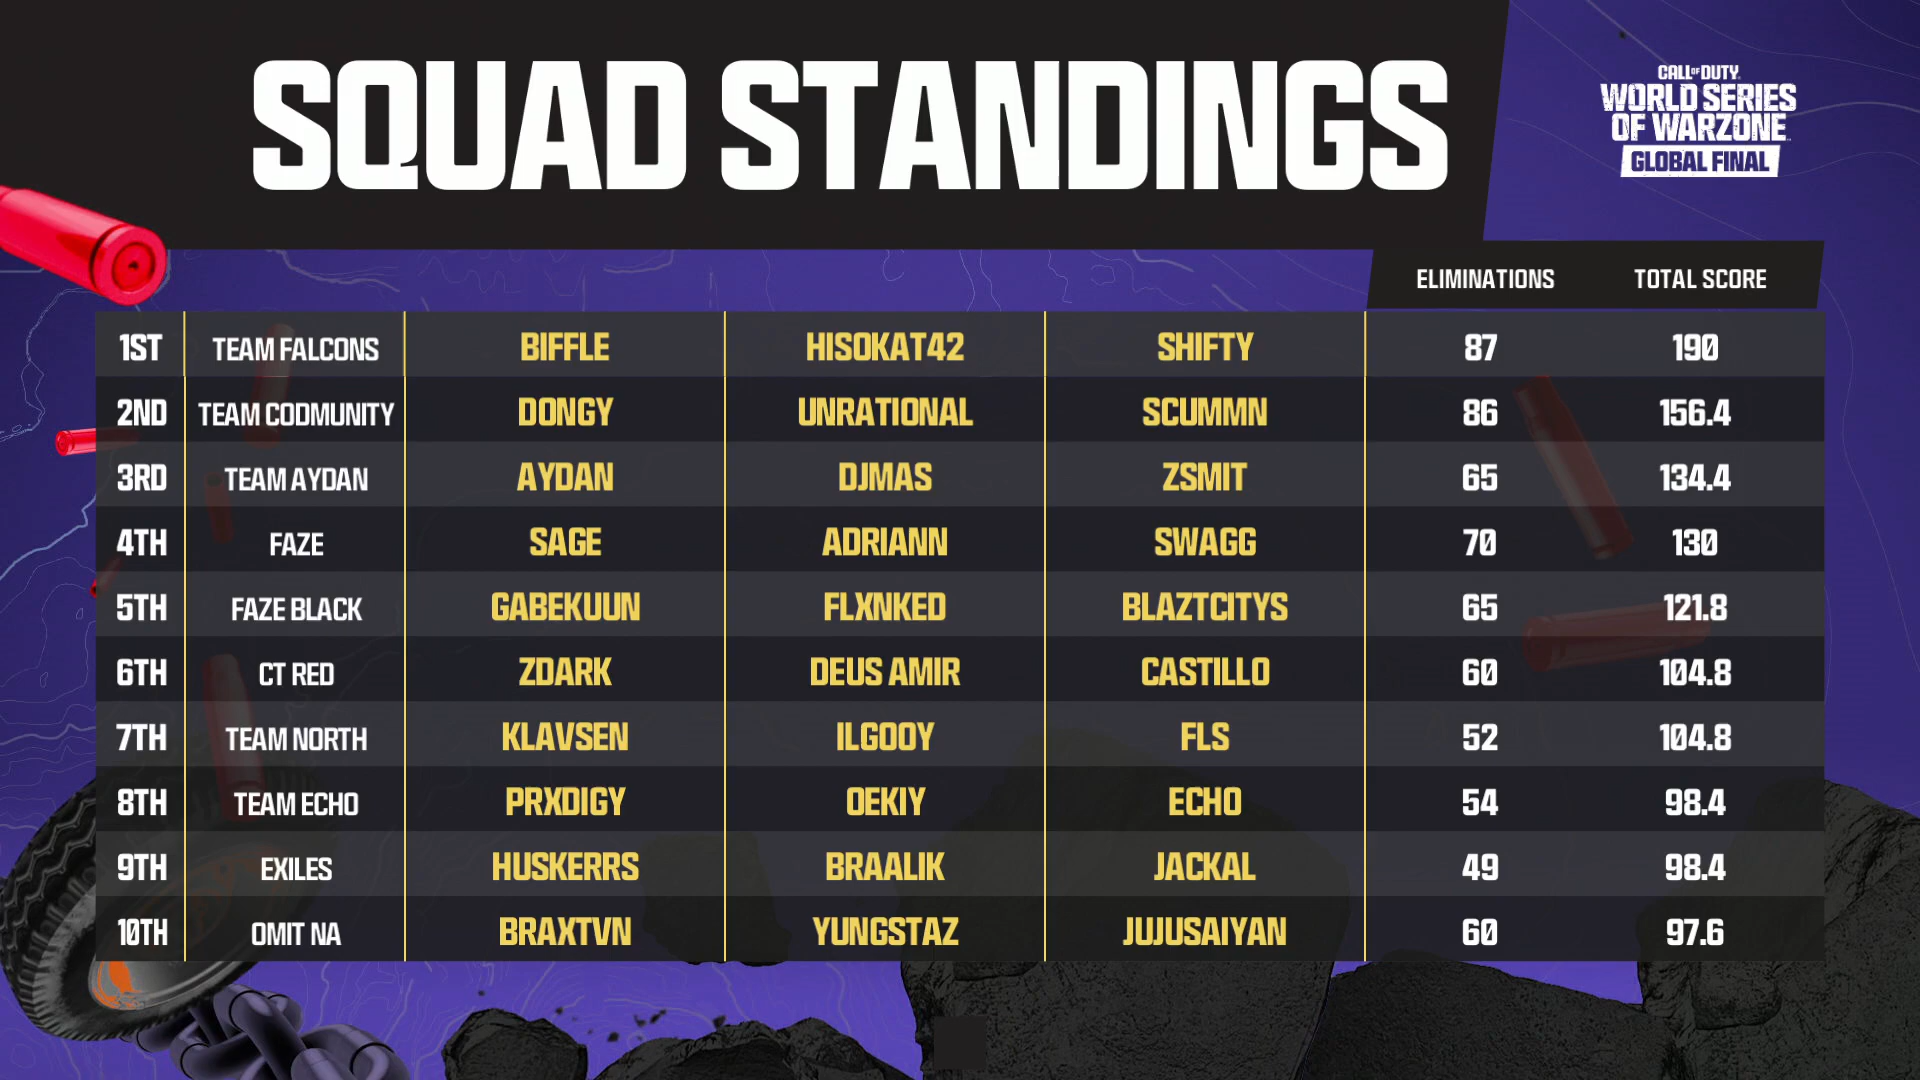 SQUAD STANDINGS
CALL OF DUTY
WORLD SERIES
OF WARZONE
GLOBAL FINAL
ELIMINATIONS TOTAL SCORE
1ST TEAM FALCONS BIFFLE HISOKAT42 SHIFTY 87 190
2ND TEAM CODMUNITY DONGY UNRATIONAL SCUMMN 86 156.4
3RD TEAM AYDAN AYDAN DJMAS ZSMIT 65 134.4
4TH FAZE SAGE ADRIANN SWAGG 70 130
5TH FAZE BLACK GABEKUUN FLXNKED BLAZTCITYS 65 121.8
6TH CT RED ZDARK DEUS AMIR CASTILLO 60 104.8
7TH TEAM NORTH KLAVSEN ILGOOY FLS 52 104.8
8TH TEAM ECHO PRXDIGY OEKIY ECHO 54 98.4
9TH EXILES HUSKERRS BRAALIK JACKAL 49 98.4
10TH OMIT NA BRAXTVN YUNGSTAZ JUJUSAIYAN 60 97.6